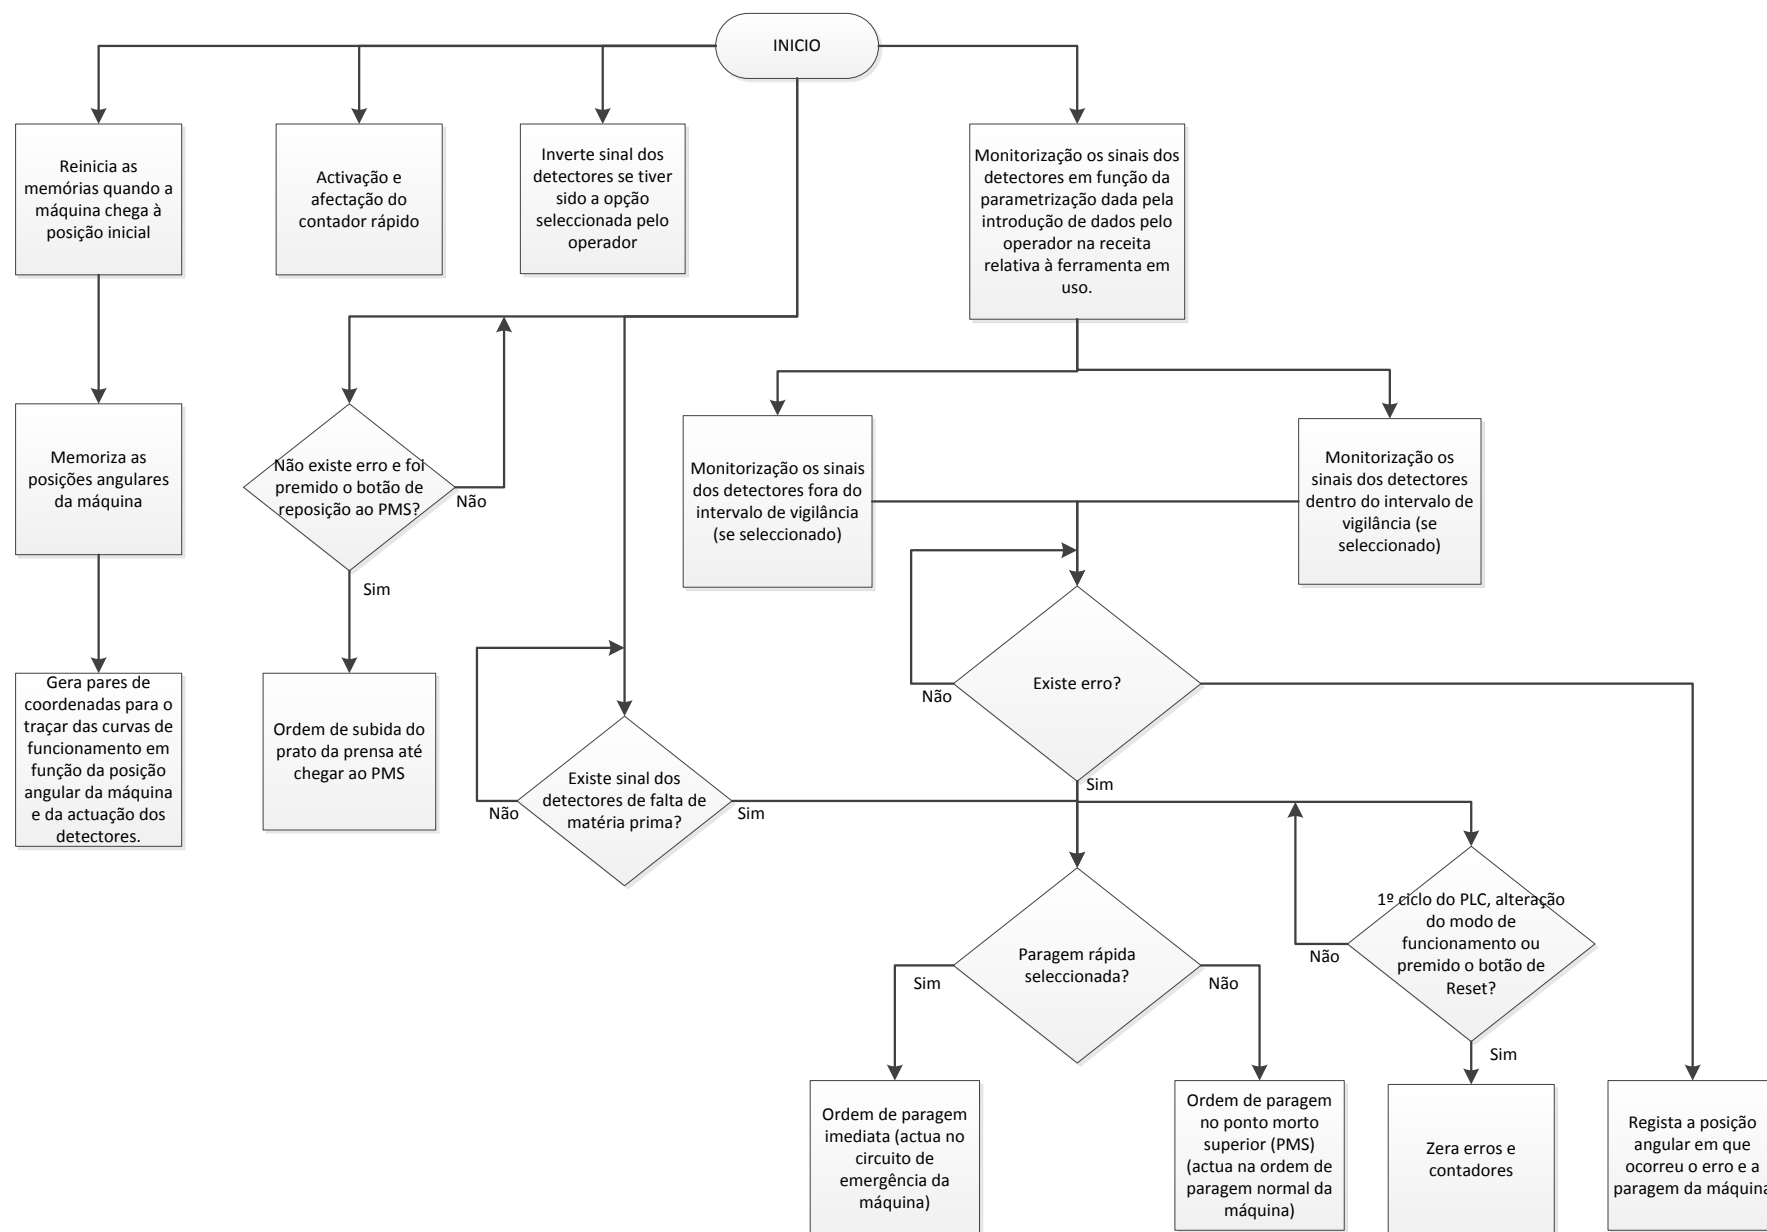 INICIO
Reinicia as
memórias quando a
máquina chega à
posição inicial
Activação e
afectação do
contador rápido
Inverte sinal dos
detectores se tiver
sido a opção
seleccionada pelo
operador
Monitorização os sinais dos
detectores em função da
parametrização dada pela
introdução de dados pelo
operador na receita
relativa à ferramenta em
uso.
Memoriza as
posições angulares
da máquina
Não existe erro e foi
premido o botão de
reposição ao PMS?
Não
Sim
Monitorização os sinais
dos detectores fora do
intervalo de vigilância
(se seleccionado)
Monitorização os
sinais dos detectores
dentro do intervalo de
vigilância (se
seleccionado)
Gera pares de
coordenadas para o
traçar das curvas de
funcionamento em
função da posição
angular da máquina
e da actuação dos
detectores.
Ordem de subida do
prato da prensa até
chegar ao PMS
Existe sinal dos
detectores de falta de
matéria prima?
Não
Sim
Existe erro?
Não
Sim
Paragem rápida
seleccionada?
Sim
Não
1º ciclo do PLC, alteração
do modo de
funcionamento ou
premido o botão de
Reset?
Não
Sim
Ordem de paragem
imediata (actua no
circuito de
emergência da
máquina)
Ordem de paragem
no ponto morto
superior (PMS)
(actua na ordem de
paragem normal da
máquina)
Zera erros e
contadores
Regista a posição
angular em que
ocorreu o erro e a
paragem da máquina